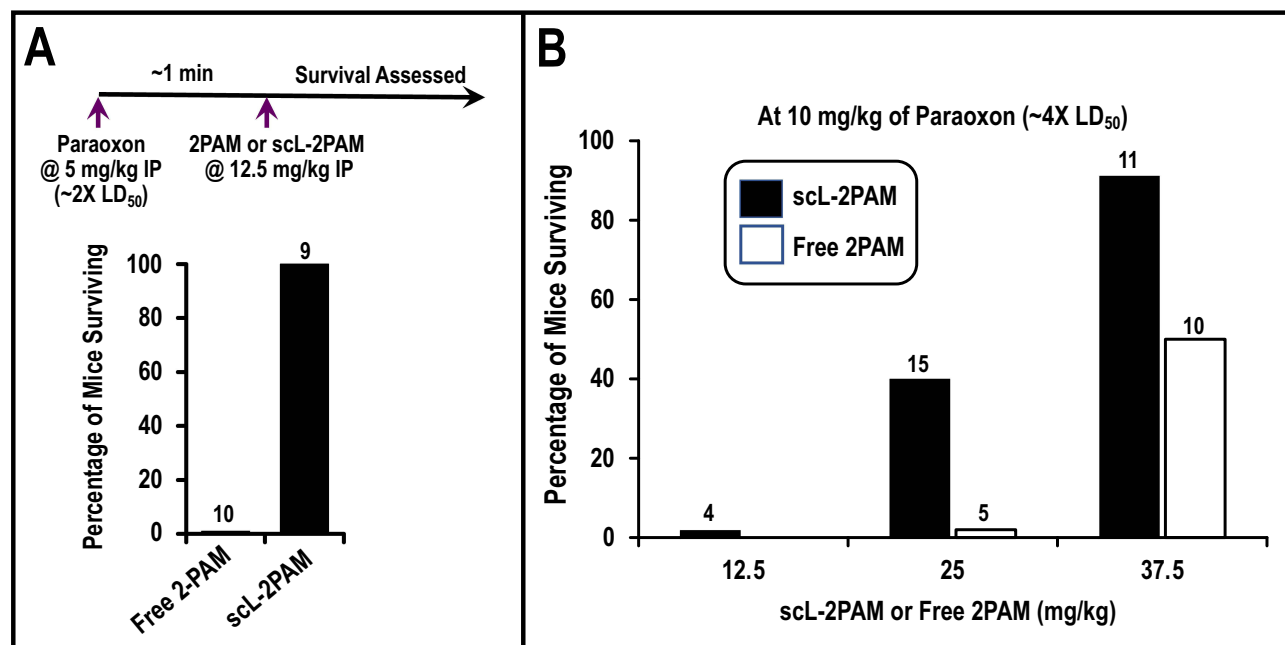 A
~1 min
Survival Assessed
Paraoxon
@ 5 mg/kg IP
(~2X LD50)
2PAM or scL-2PAM
@ 12.5 mg/kg IP
Percentage of Mice Surviving
100
80
60
40
20
0
10
9
Free 2-PAM
scL-2PAM
B
At 10 mg/kg of Paraoxon (~4X LD50)
scL-2PAM
Free 2PAM
Percentage of Mice Surviving
100
80
60
40
20
0
4
15
5
11
10
12.5
25
37.5
scL-2PAM or Free 2PAM (mg/kg)